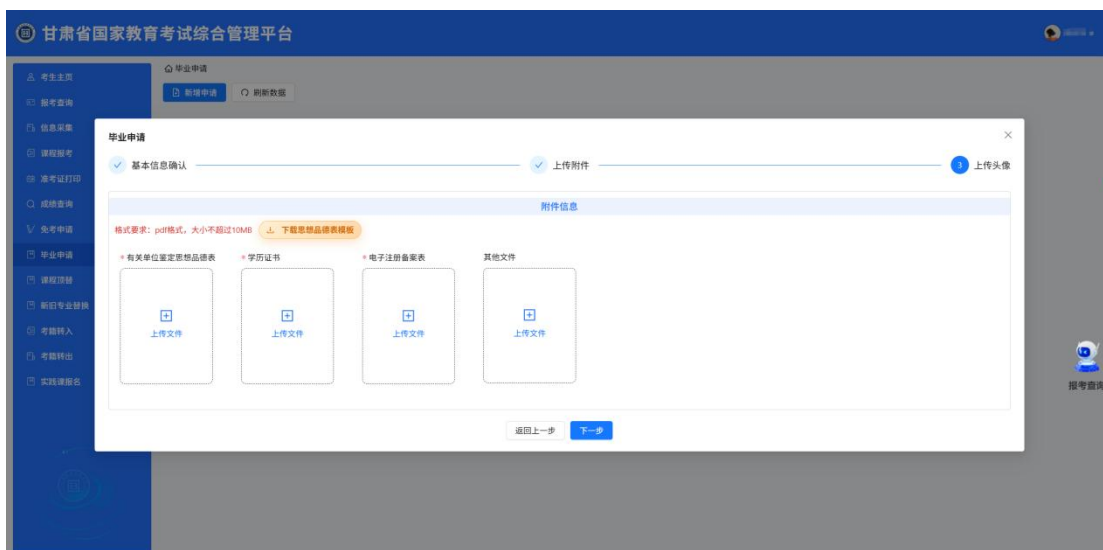 甘肃省国家教育考试综合管理平台
考生主页
报考查询
信息采集
课程报考
准考证打印
成绩查询
免考申请
毕业申请
课程顶替
新旧专业替换
考籍转入
考籍转出
实践课报名
毕业申请
新增申请 刷新数据
毕业申请
基本信息确认 上传附件 3 上传头像
附件信息
格式要求：pdf格式，大小不超过10MB 下载思想品德表模板
* 有关单位鉴定思想品德表 * 学历证书 * 电子注册备案表 其他文件
上传文件 上传文件 上传文件 上传文件
返回上一步 下一步
报考查询